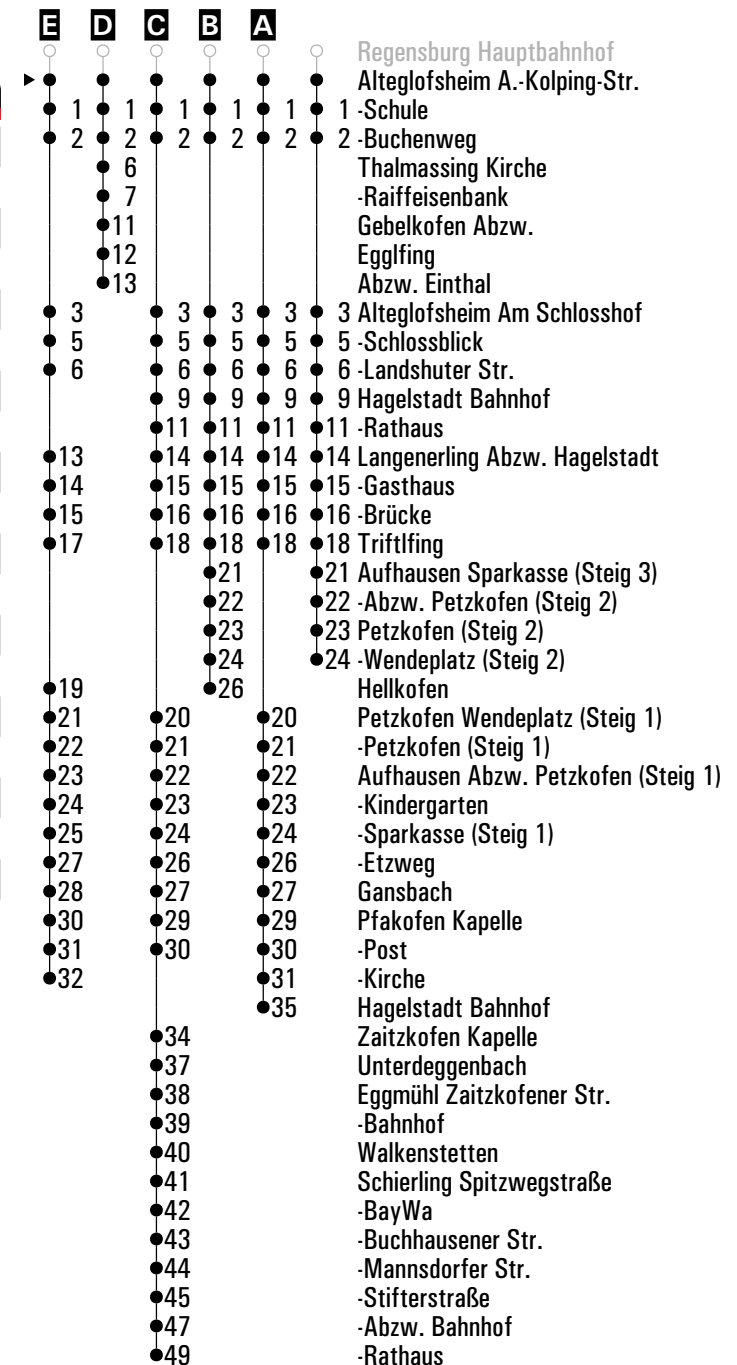 E D C B A
Regensburg Hauptbahnhof
Alteglofsheim A.-Kolping-Str.
1 1 1 1 1 1 -Schule
2 2 2 2 2 2 -Buchenweg
6 Thalmassing Kirche
7 -Raiffeisenbank
11 Gebelkofen Abzw.
12 Egglfing
13 Abzw. Einthal
3 3 3 3 3 Alteglofsheim Am Schlosshof
5 5 5 5 5 -Schlossblick
6 6 6 6 6 -Landshuter Str.
9 9 9 9 Hagelstadt Bahnhof
11 11 11 11 -Rathaus
13 14 14 14 14 Langenerling Abzw. Hagelstadt
14 15 15 15 15 -Gasthaus
15 16 16 16 16 -Brücke
17 18 18 18 18 Triftlfing
21 21 Aufhausen Sparkasse (Steig 3)
22 22 -Abzw. Petzkofen (Steig 2)
23 23 Petzkofen (Steig 2)
24 24 -Wendeplatz (Steig 2)
19 26 Hellkofen
21 20 20 Petzkofen Wendeplatz (Steig 1)
22 21 21 -Petzkofen (Steig 1)
23 22 22 Aufhausen Abzw. Petzkofen (Steig 1)
24 23 23 -Kindergarten
25 24 24 -Sparkasse (Steig 1)
27 26 26 -Etzweg
28 27 27 Gansbach
30 29 29 Pfakofen Kapelle
31 30 30 -Post
32 31 -Kirche
35 Hagelstadt Bahnhof
34 Zaitzkofen Kapelle
37 Unterdeggenbach
38 Eggmühl Zaitzkofener Str.
39 -Bahnhof
40 Walkenstetten
41 Schierling Spitzwegstraße
42 -BayWa
43 -Buchhausener Str.
44 -Mannsdorfer Str.
45 -Stifterstraße
47 -Abzw. Bahnhof
49 -Rathaus